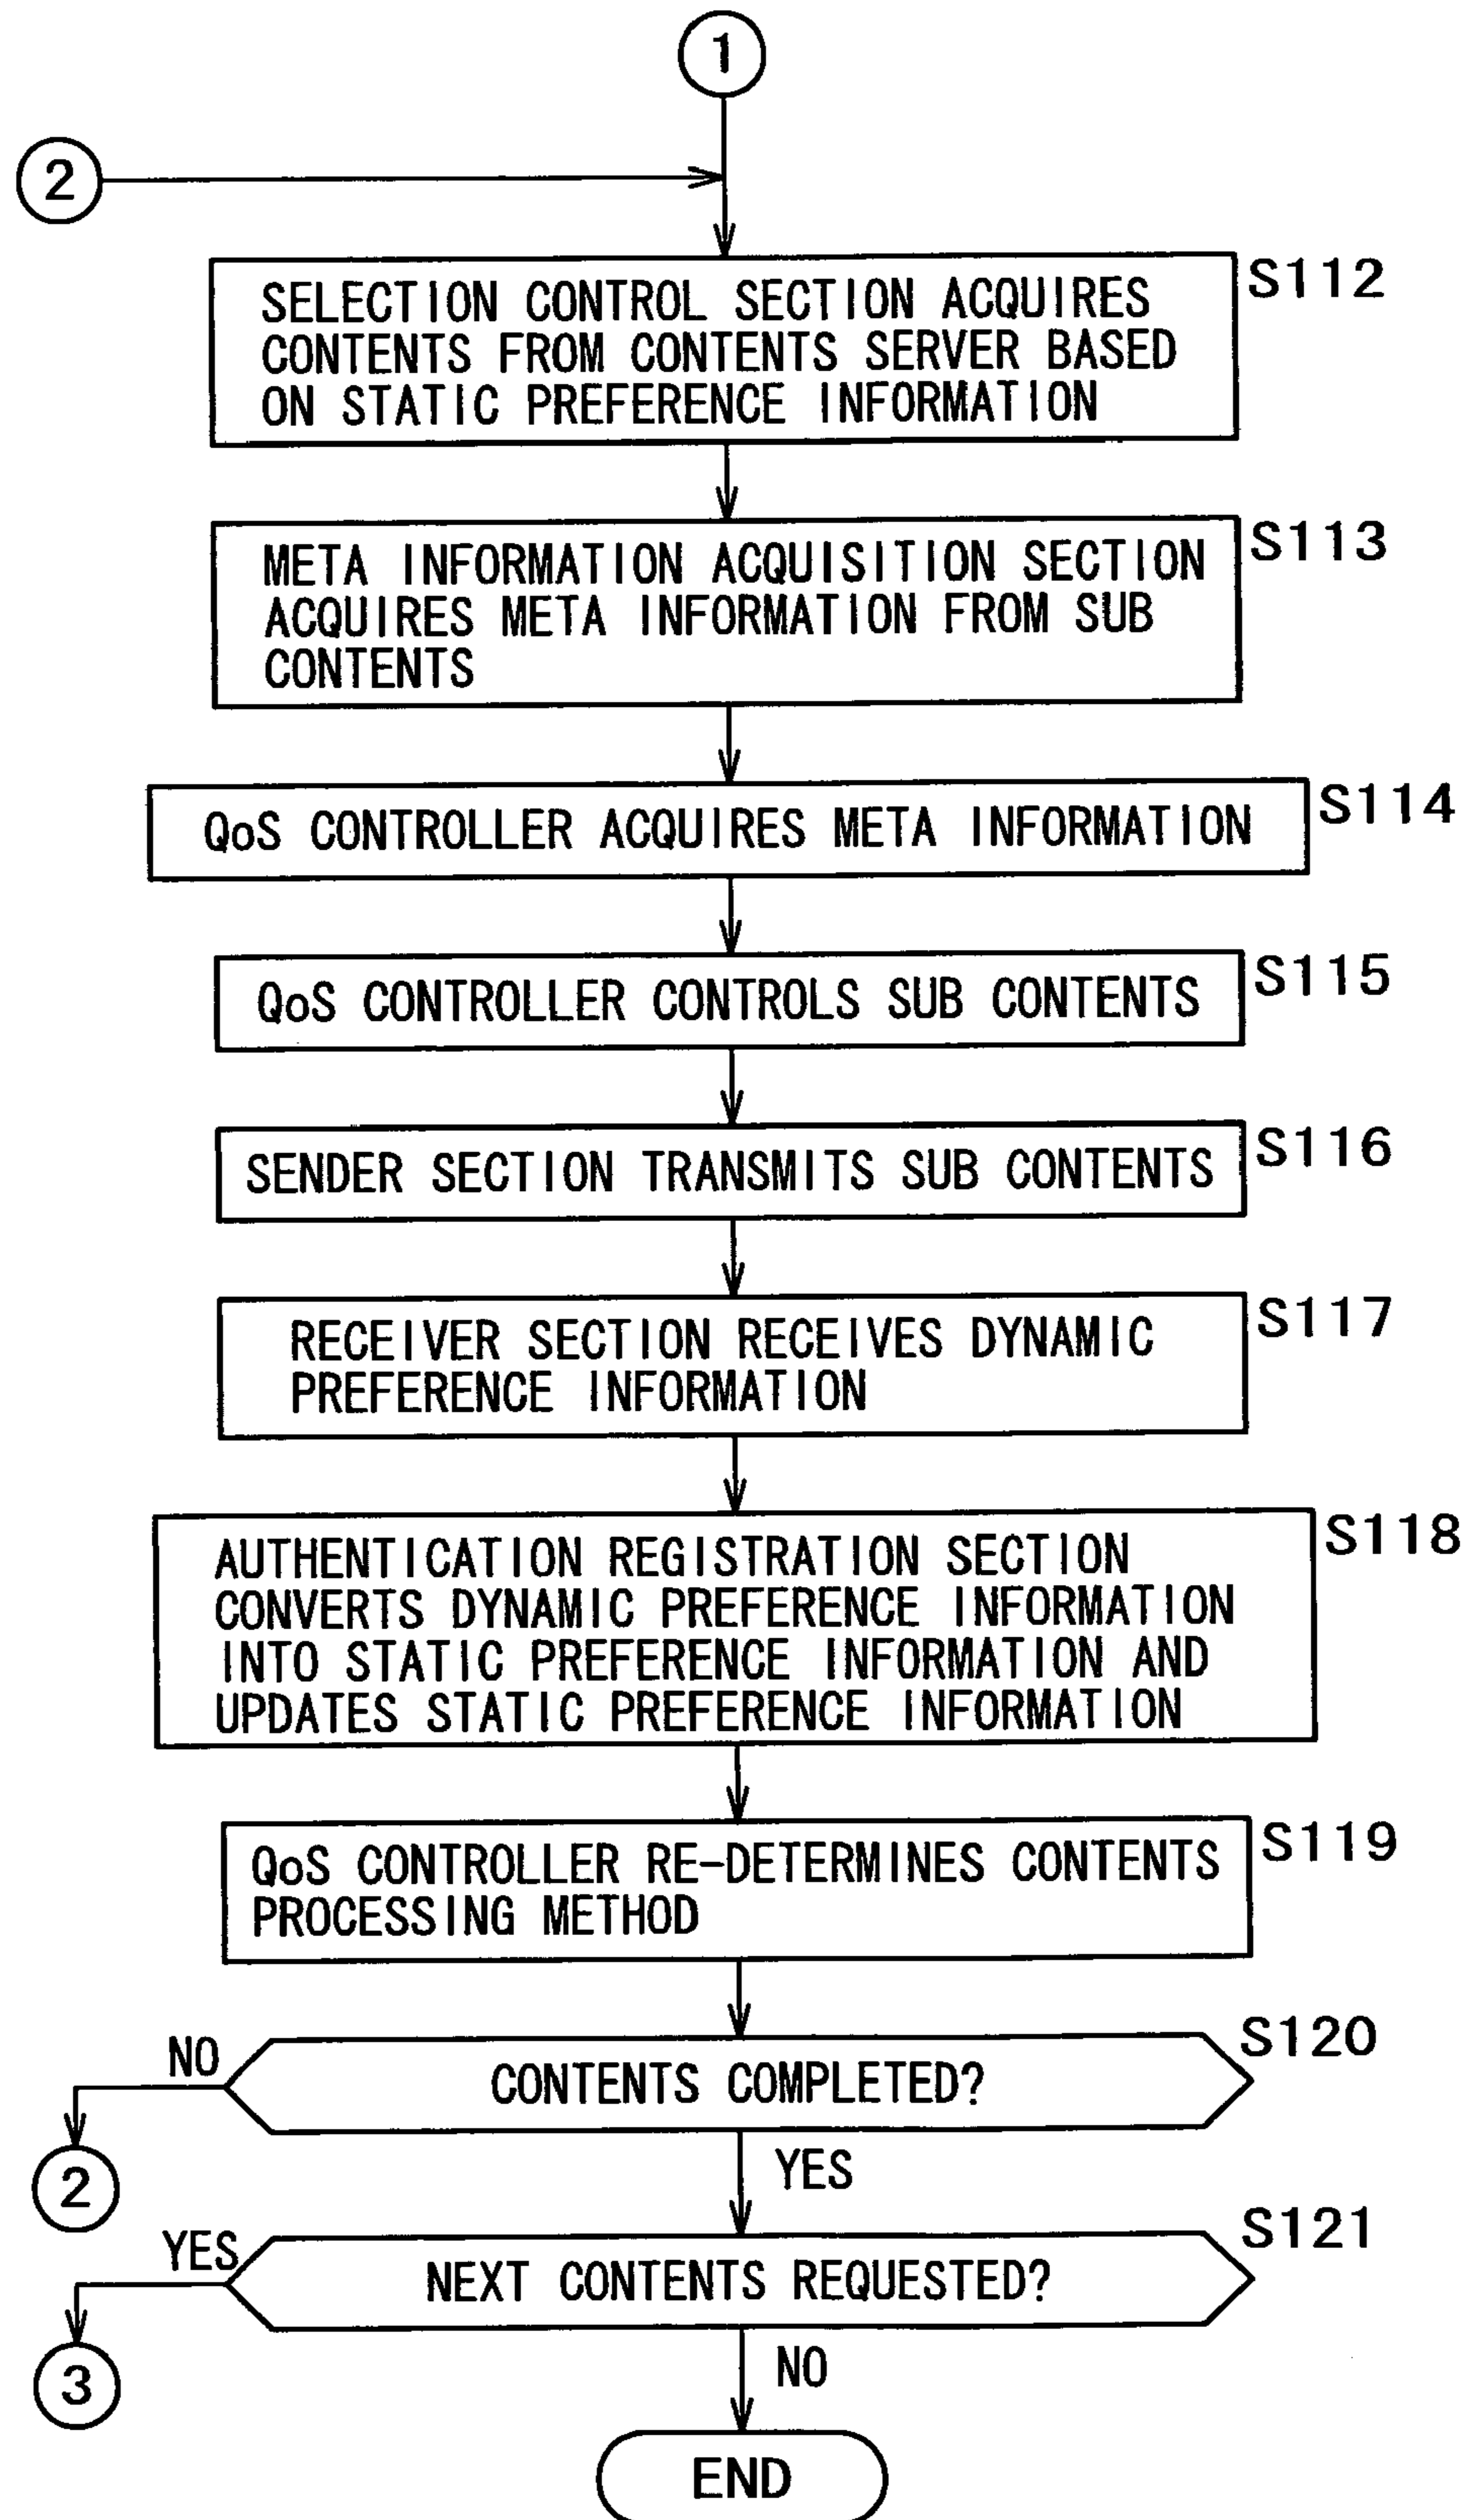 1
2
S112
SELECTION CONTROL SECTION ACQUIRES
CONTENTS FROM CONTENTS SERVER BASED
ON STATIC PREFERENCE INFORMATION
S113
META INFORMATION ACQUISITION SECTION
ACQUIRES META INFORMATION FROM SUB
CONTENTS
S114
QoS CONTROLLER ACQUIRES META INFORMATION
S115
QoS CONTROLLER CONTROLS SUB CONTENTS
S116
SENDER SECTION TRANSMITS SUB CONTENTS
S117
RECEIVER SECTION RECEIVES DYNAMIC
PREFERENCE INFORMATION
S118
AUTHENTICATION REGISTRATION SECTION
CONVERTS DYNAMIC PREFERENCE INFORMATION
INTO STATIC PREFERENCE INFORMATION AND
UPDATES STATIC PREFERENCE INFORMATION
S119
QoS CONTROLLER RE-DETERMINES CONTENTS
PROCESSING METHOD
S120
NO
CONTENTS COMPLETED?
2
YES
S121
YES
NEXT CONTENTS REQUESTED?
3
NO
END